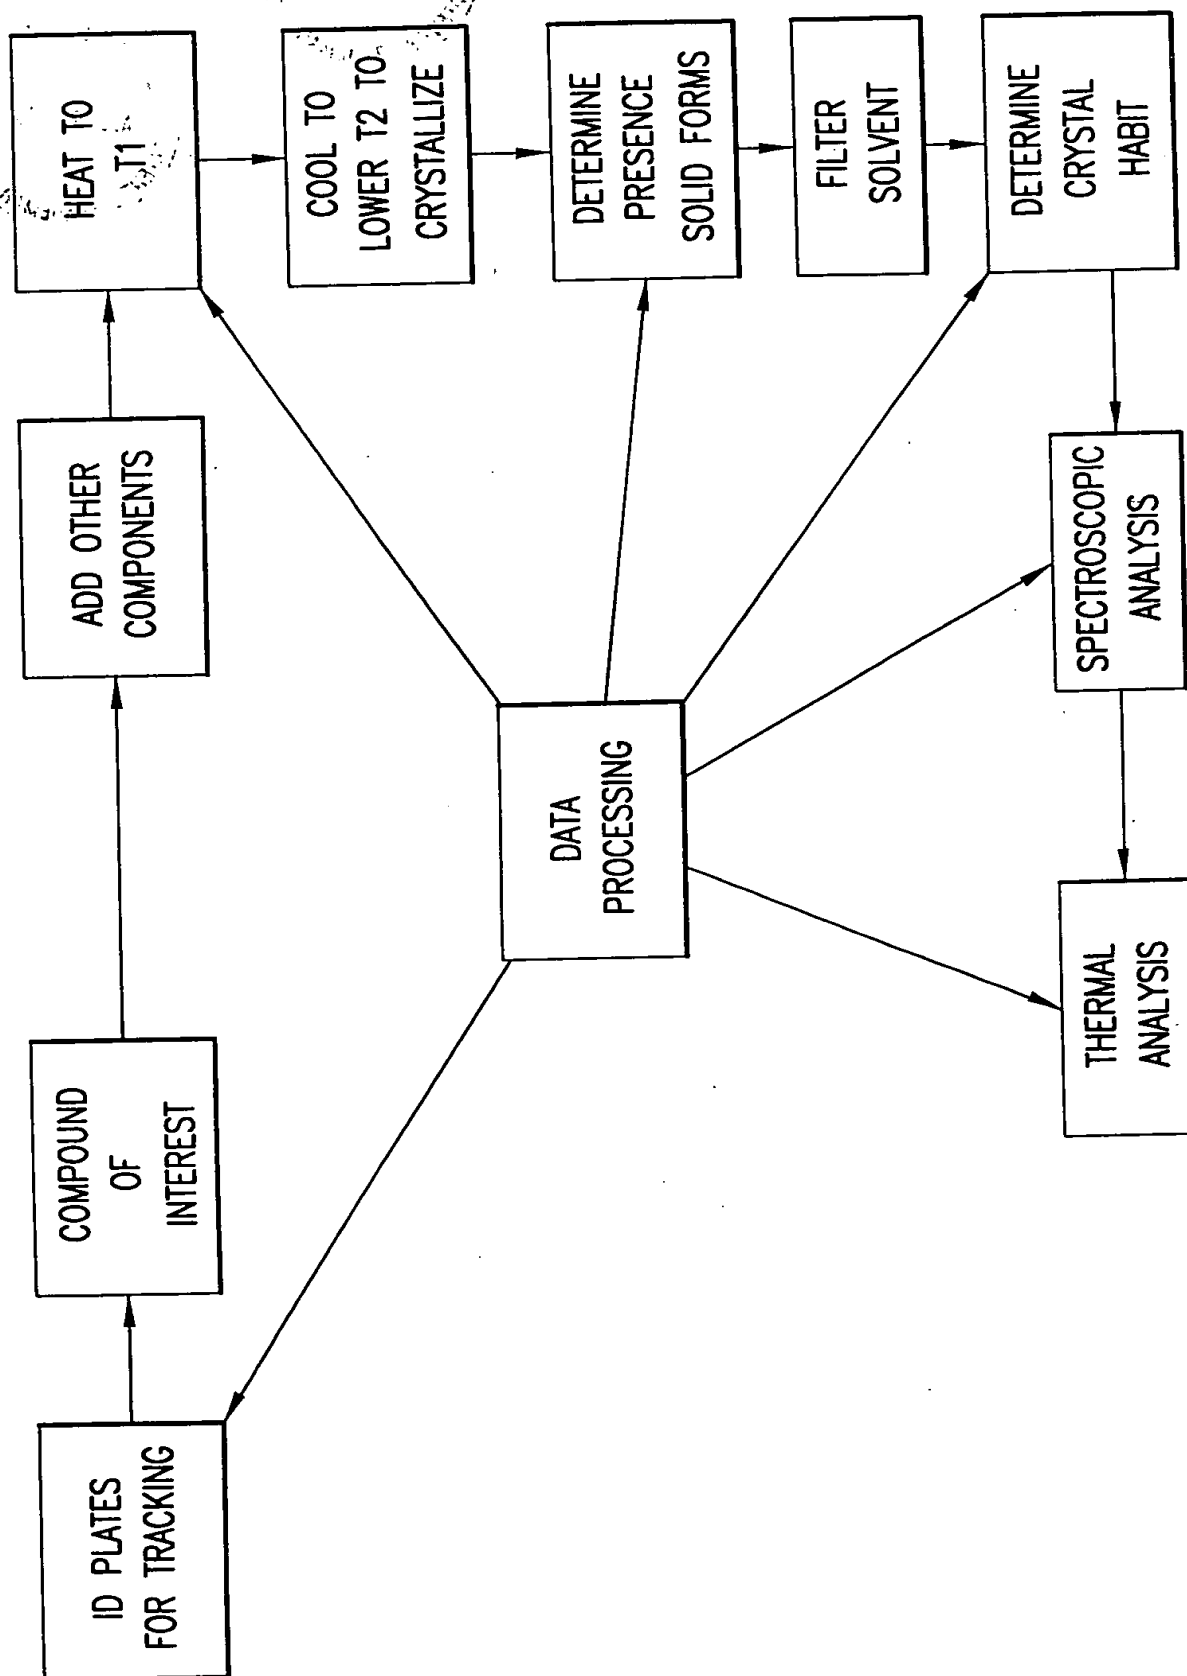 ID PLATES
FOR TRACKING
COMPOUND
OF
INTEREST
ADD OTHER
COMPONENTS
HEAT TO
T1
COOL TO
LOWER T2 TO
CRYSTALLIZE
DETERMINE
PRESENCE
SOLID FORMS
FILTER
SOLVENT
DETERMINE
CRYSTAL
HABIT
SPECTROSCOPIC
ANALYSIS
THERMAL
ANALYSIS
DATA
PROCESSING